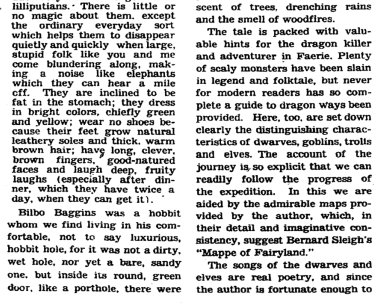 lilliputians. There is little or
no magic about them, except
the ordinary everyday sort
which helps them to disappear
quietly and quickly when large,
stupid folk like you and me
come blundering along, mak-
ing a noise like elephants
which they can hear a mile
off. They are inclined to be
fat in the stomach; they dress
in bright colors, chiefly green
and yellow; wear no shoes be-
cause their feet grow natural
leathery soles and thick, warm
brown hair; have long, clever,
brown fingers, good-natured
faces and laugh deep, fruity
laughs (especially after din-
ner, which they have twice a
day, when they can get it).
Bilbo Baggins was a hobbit
whom we find living in his com-
fortable, not to say luxurious,
hobbit hole, for it was not a dirty,
wet hole, nor yet a bare, sandy
one, but inside its round, green
door, like a porthole, there were
scent of trees, drenching rains
and the smell of woodfires.
The tale is packed with valu-
able hints for the dragon killer
and adventurer in Faerie. Plenty
of scaly monsters have been slain
in legend and folktale, but never
for modern readers has so com-
plete a guide to dragon ways been
provided. Here, too, are set down
clearly the distinguishing charac-
teristics of dwarves, goblins, trolls
and elves. The account of the
journey is so explicit that we can
readily follow the progress of
the expedition. In this we are
aided by the admirable maps pro-
vided by the author, which, in
their detail and imaginative con-
sistency, suggest Bernard Sleigh's
"Mappe of Fairyland."
The songs of the dwarves and
elves are real poetry, and since
the author is fortunate enough to